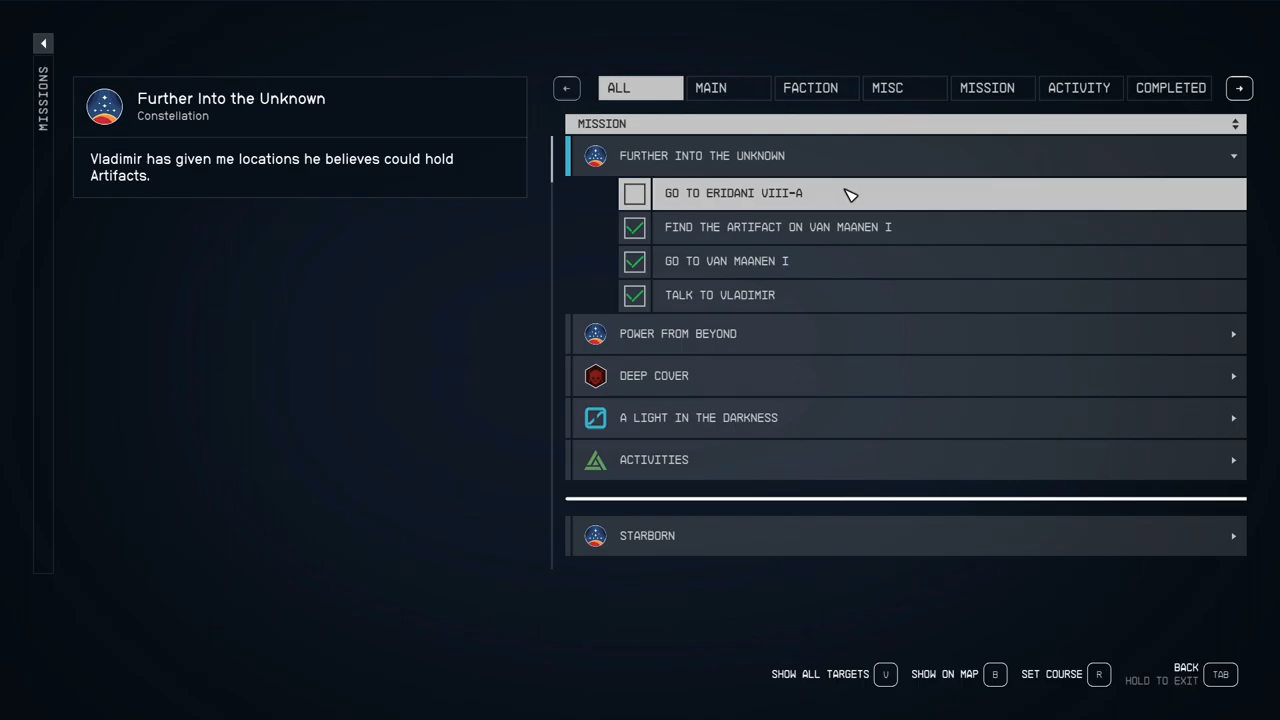 MISSIONS
Further Into the Unknown
Constellation
Vladimir has given me locations he believes could hold
Artifacts.
← ALL MAIN FACTION MISC MISSION ACTIVITY COMPLETED →
MISSION
FURTHER INTO THE UNKNOWN
GO TO ERIDANI VIII-A
FIND THE ARTIFACT ON VAN MAANEN I
GO TO VAN MAANEN I
TALK TO VLADIMIR
POWER FROM BEYOND
DEEP COVER
A LIGHT IN THE DARKNESS
ACTIVITIES
STARBORN
SHOW ALL TARGETS V SHOW ON MAP B SET COURSE R BACK TAB
HOLD TO EXIT